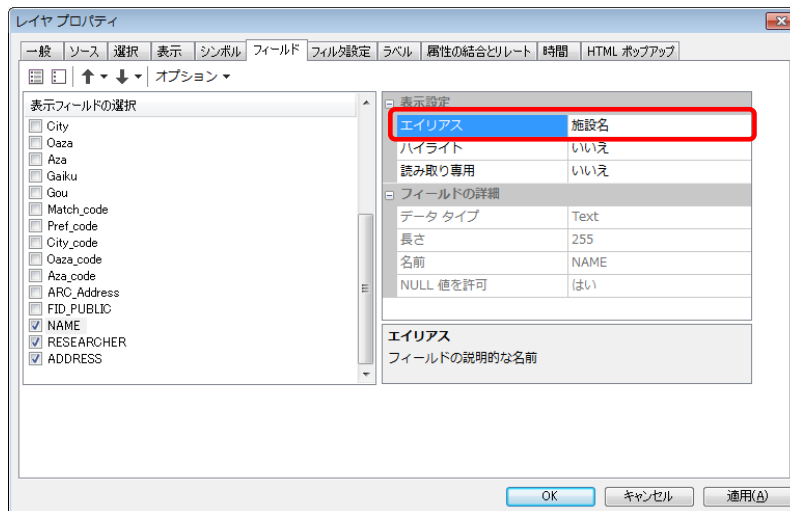 レイヤ プロパティ
一般 ソース 選択 表示 シンボル フィールド フィルタ設定 ラベル 属性の結合とリレート 時間 HTML ポップアップ
オプション
表示フィールドの選択
City
Oaza
Aza
Gaiku
Gou
Match_code
Pref_code
City_code
Oaza_code
Aza_code
ARC_Address
FID_PUBLIC
NAME
RESEARCHER
ADDRESS
表示設定
エイリアス 施設名
ハイライト いいえ
読み取り専用 いいえ
フィールドの詳細
データ タイプ Text
長さ 255
名前 NAME
NULL 値を許可 はい
エイリアス
フィールドの説明的な名前
OK キャンセル 適用(A)